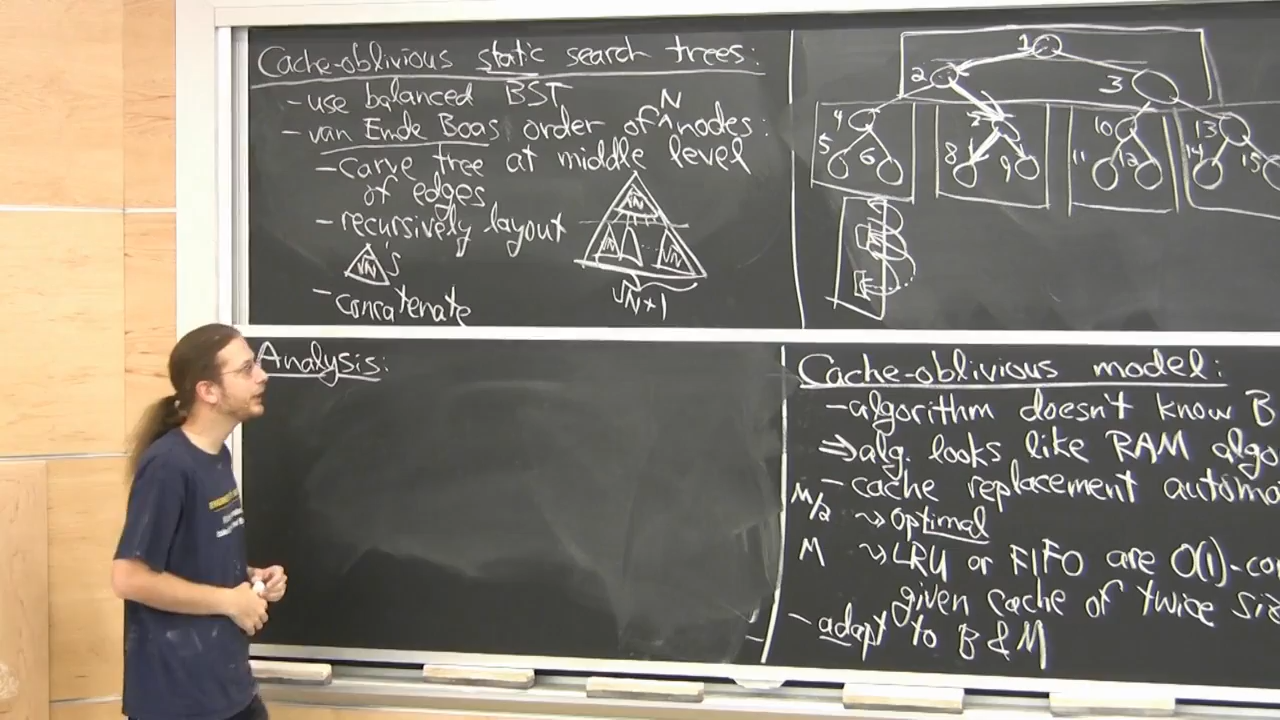 Cache-oblivious static search trees:
- use balanced BST
- van Emde Boas order of N nodes:
- carve tree at middle level
of edges
- recursively layout
√N 's
- concatenate
√N
√N √N
√N+1
1
2 3
4 10 13
5 6 8 9 11 12 14 15
Analysis:
Cache-oblivious model:
- algorithm doesn't know B
⇒ alg. looks like RAM algo
- cache replacement automa
M/2 ↝ Optimal
M ↝ LRU or FIFO are O(1)-co
given cache of twice siz
- adapt to B & M